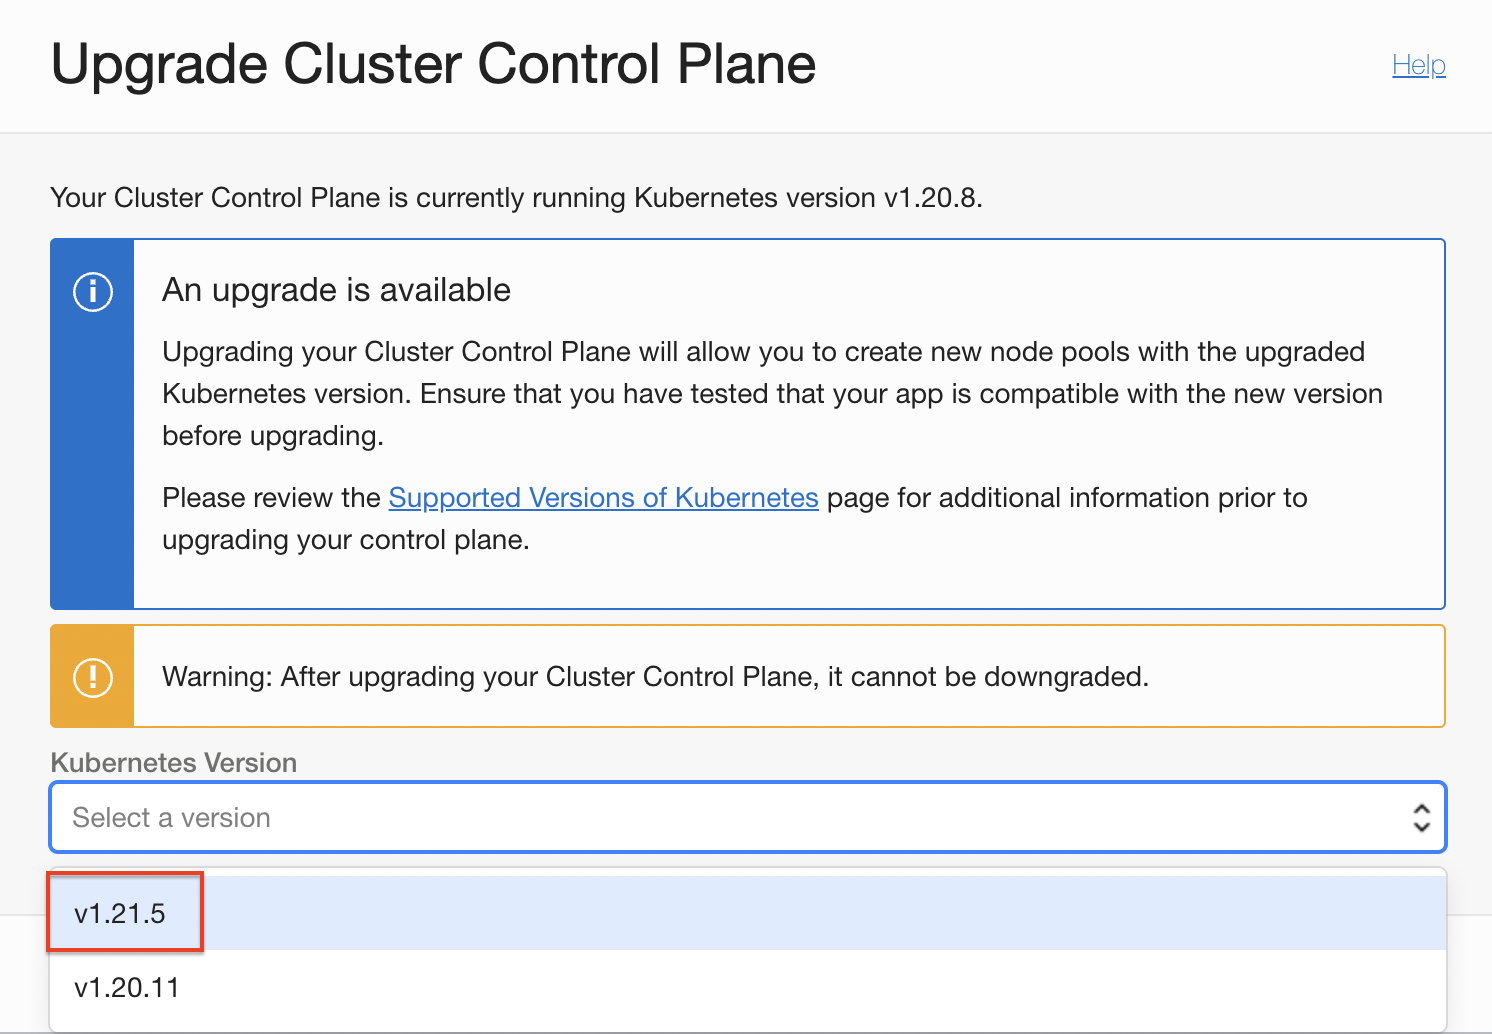 Upgrade Cluster Control Plane
Help
Your Cluster Control Plane is currently running Kubernetes version v1.20.8.
An upgrade is available
Upgrading your Cluster Control Plane will allow you to create new node pools with the upgraded
Kubernetes version. Ensure that you have tested that your app is compatible with the new version
before upgrading.
Please review the Supported Versions of Kubernetes page for additional information prior to
upgrading your control plane.
Warning: After upgrading your Cluster Control Plane, it cannot be downgraded.
Kubernetes Version
Select a version
v1.21.5
v1.20.11